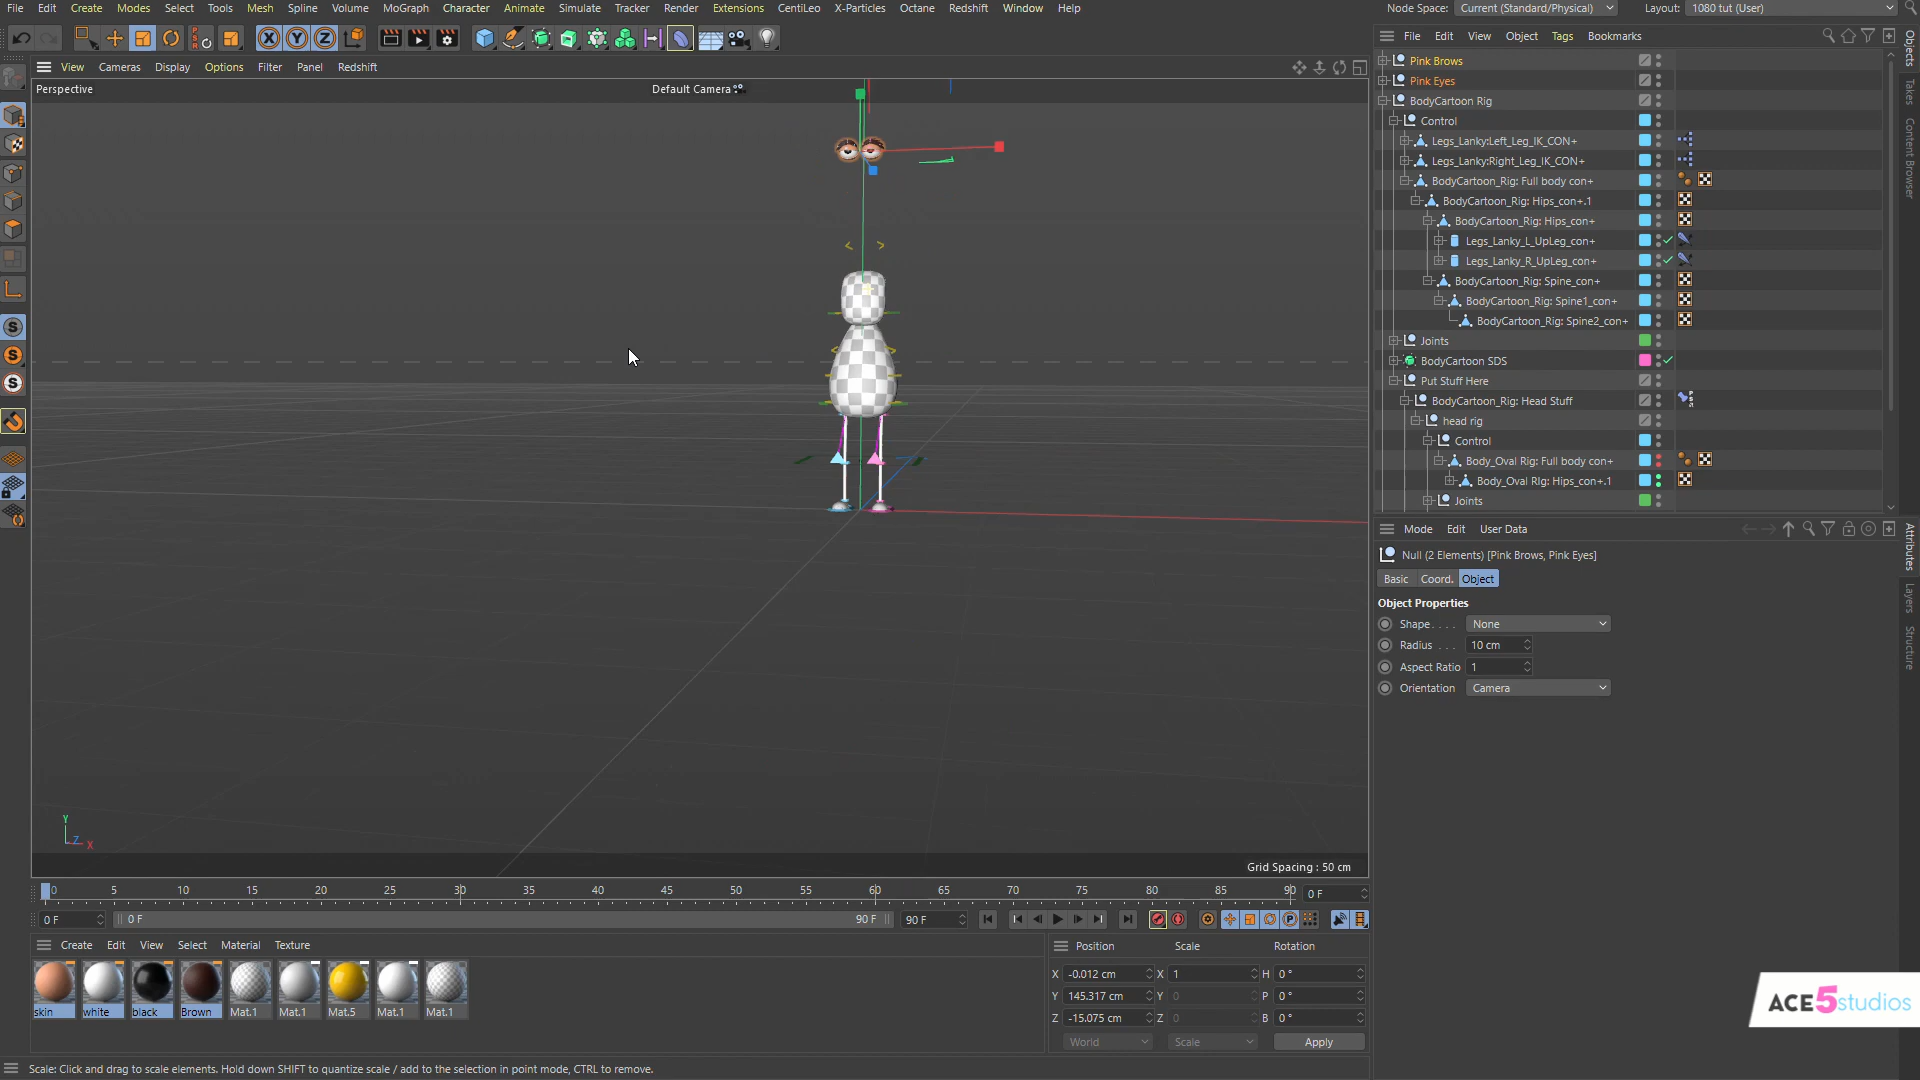 File Edit Create Modes Select Tools Mesh Spline Volume MoGraph Character Animate Simulate Tracker Render Extensions CentiLeo X-Particles Octane Redshift Window Help
Node Space: Current (Standard/Physical) Layout: 1080 tut (User)
View Cameras Display Options Filter Panel Redshift
Perspective
Default Camera
Grid Spacing : 50 cm
Y
Z
X
0 5 10 15 20 25 30 35 40 45 50 55 60 65 70 75 80 85 90
0 F
0 F
0 F
90 F
90 F
Create Edit View Select Material Texture
skin white black Brown Mat.1 Mat.1 Mat.5 Mat.1 Mat.1
Position Scale Rotation
X -0.012 cm X 1 H 0 °
Y 145.317 cm Y 0 P 0 °
Z -15.075 cm Z 0 B 0 °
World Scale Apply
Scale: Click and drag to scale elements. Hold down SHIFT to quantize scale / add to the selection in point mode, CTRL to remove.
File Edit View Object Tags Bookmarks
Pink Brows
Pink Eyes
BodyCartoon Rig
Control
Legs_Lanky:Left_Leg_IK_CON+
Legs_Lanky:Right_Leg_IK_CON+
BodyCartoon_Rig: Full body con+
BodyCartoon_Rig: Hips_con+.1
BodyCartoon_Rig: Hips_con+
Legs_Lanky_L_UpLeg_con+
Legs_Lanky_R_UpLeg_con+
BodyCartoon_Rig: Spine_con+
BodyCartoon_Rig: Spine1_con+
BodyCartoon_Rig: Spine2_con+
Joints
BodyCartoon SDS
Put Stuff Here
BodyCartoon_Rig: Head Stuff
head rig
Control
Body_Oval Rig: Full body con+
Body_Oval Rig: Hips_con+.1
Joints
Mode Edit User Data
Null (2 Elements) [Pink Brows, Pink Eyes]
Basic Coord. Object
Object Properties
Shape . . . . None
Radius . . . 10 cm
Aspect Ratio 1
Orientation Camera
Objects
Takes
Content Browser
Attributes
Layers
Structure
ACE5studios